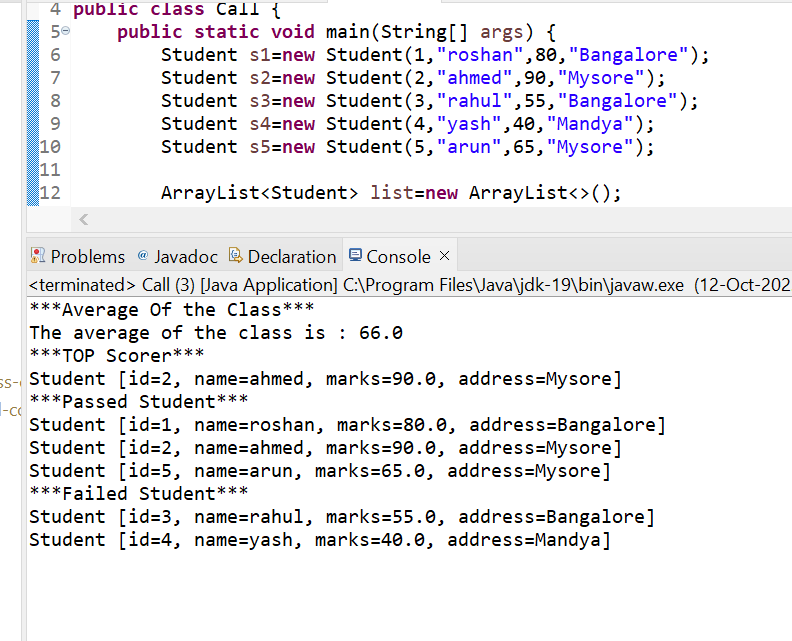 4 public class Call {
5 public static void main(String[] args) {
6 Student s1=new Student(1,"roshan",80,"Bangalore");
7 Student s2=new Student(2,"ahmed",90,"Mysore");
8 Student s3=new Student(3,"rahul",55,"Bangalore");
9 Student s4=new Student(4,"yash",40,"Mandya");
10 Student s5=new Student(5,"arun",65,"Mysore");
11
12 ArrayList<Student> list=new ArrayList<>();
Problems Javadoc Declaration Console
<terminated> Call (3) [Java Application] C:\Program Files\Java\jdk-19\bin\javaw.exe (12-Oct-202
***Average Of the Class***
The average of the class is : 66.0
***TOP Scorer***
Student [id=2, name=ahmed, marks=90.0, address=Mysore]
***Passed Student***
Student [id=1, name=roshan, marks=80.0, address=Bangalore]
Student [id=2, name=ahmed, marks=90.0, address=Mysore]
Student [id=5, name=arun, marks=65.0, address=Mysore]
***Failed Student***
Student [id=3, name=rahul, marks=55.0, address=Bangalore]
Student [id=4, name=yash, marks=40.0, address=Mandya]